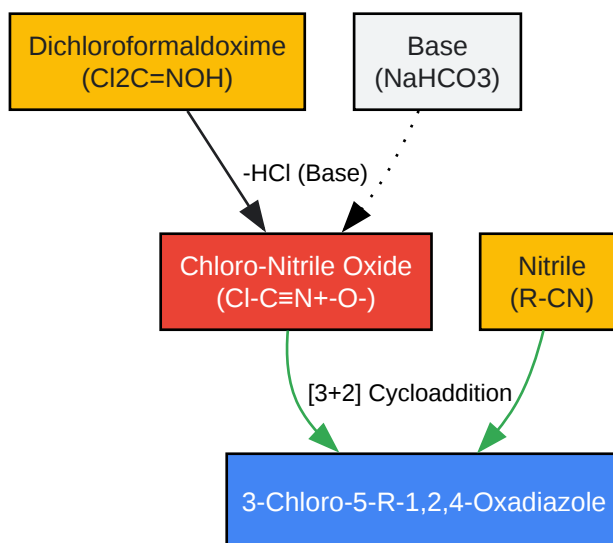 Dichloroformaldoxime
(Cl2C=NOH)
Base
(NaHCO3)
-HCl (Base)
Chloro-Nitrile Oxide
(Cl-C≡N+-O-)
Nitrile
(R-CN)
[3+2] Cycloaddition
3-Chloro-5-R-1,2,4-Oxadiazole